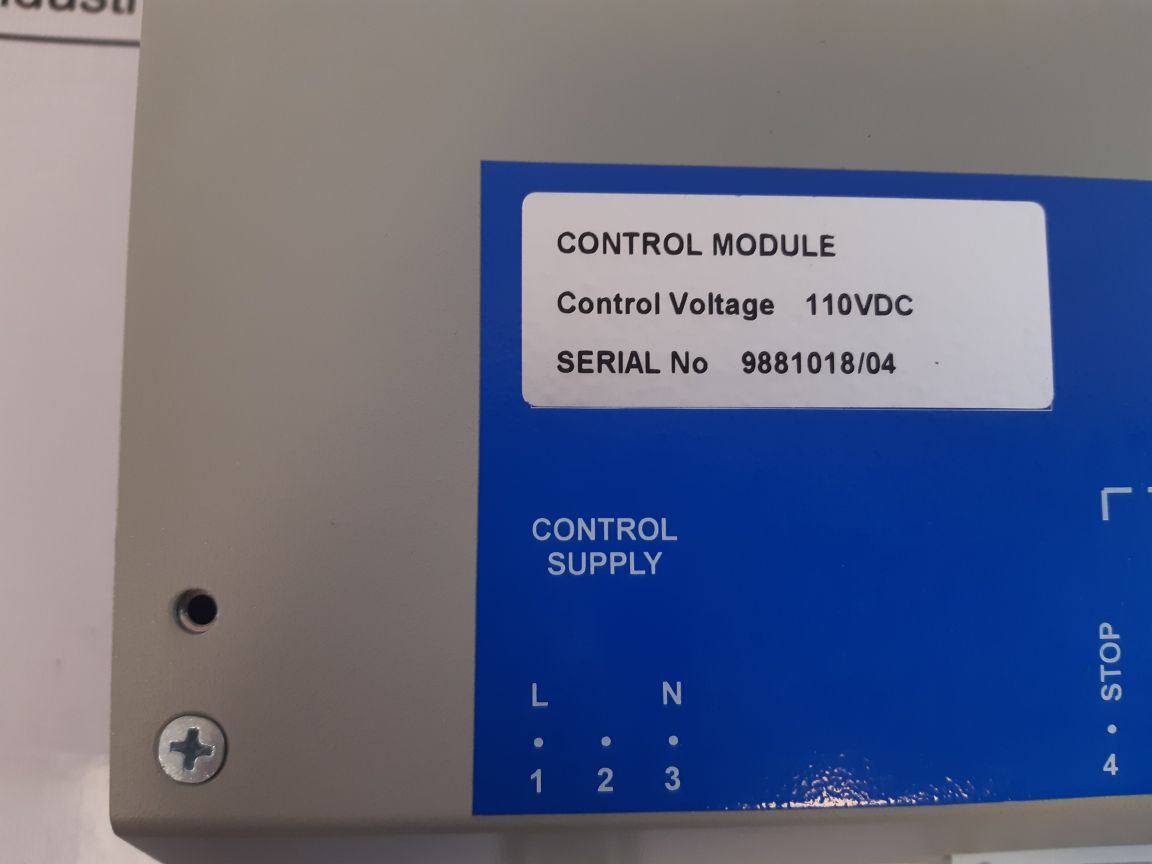 CONTROL MODULE
Control Voltage 110VDC
SERIAL No 9881018/04
CONTROL
SUPPLY
L N
1 2 3
STOP
4